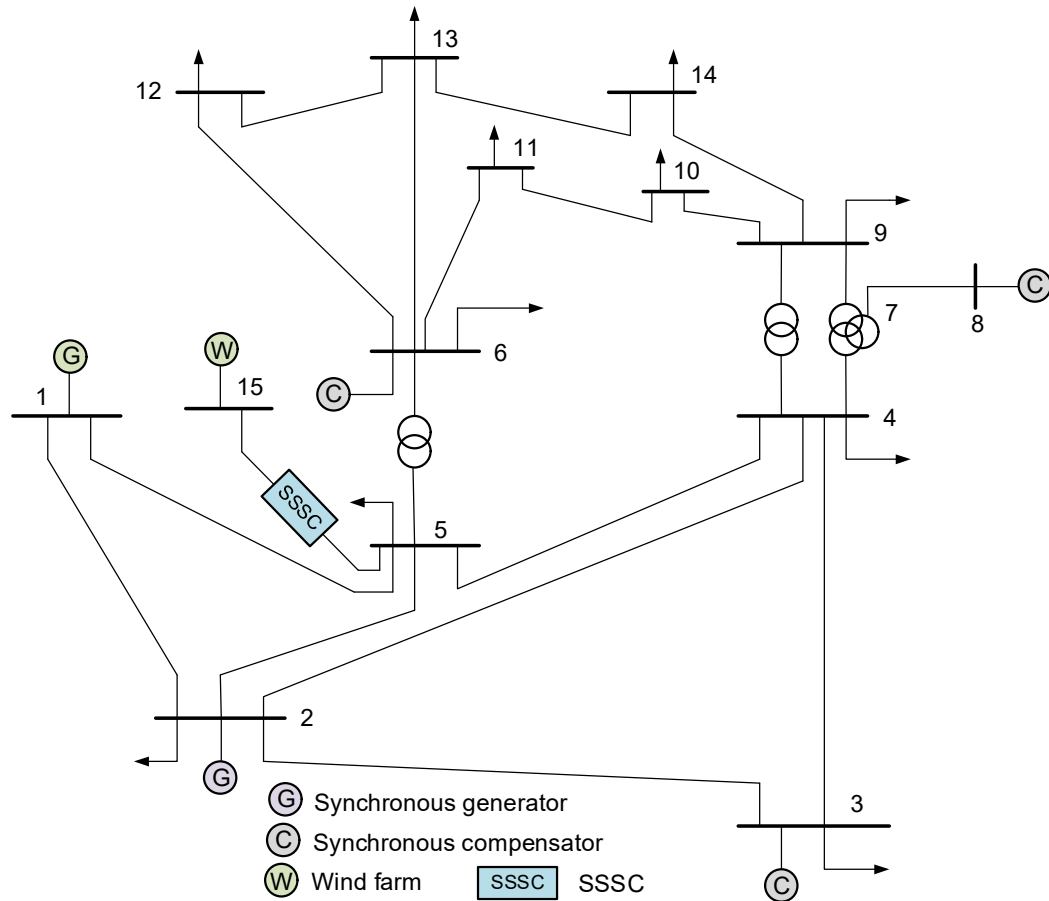 13
12
14
11
10
9
C
7
8
6
G
W
1
15
C
4
SSSC
5
2
G
3
G Synchronous generator
C Synchronous compensator
C
W Wind farm
SSSC SSSC